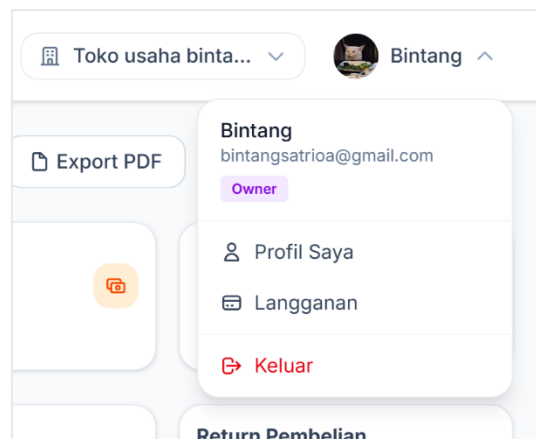 Toko usaha binta...
Bintang
Bintang
bintangsatrioa@gmail.com
Owner
Export PDF
Profil Saya
Langganan
Keluar
Return Pembelian